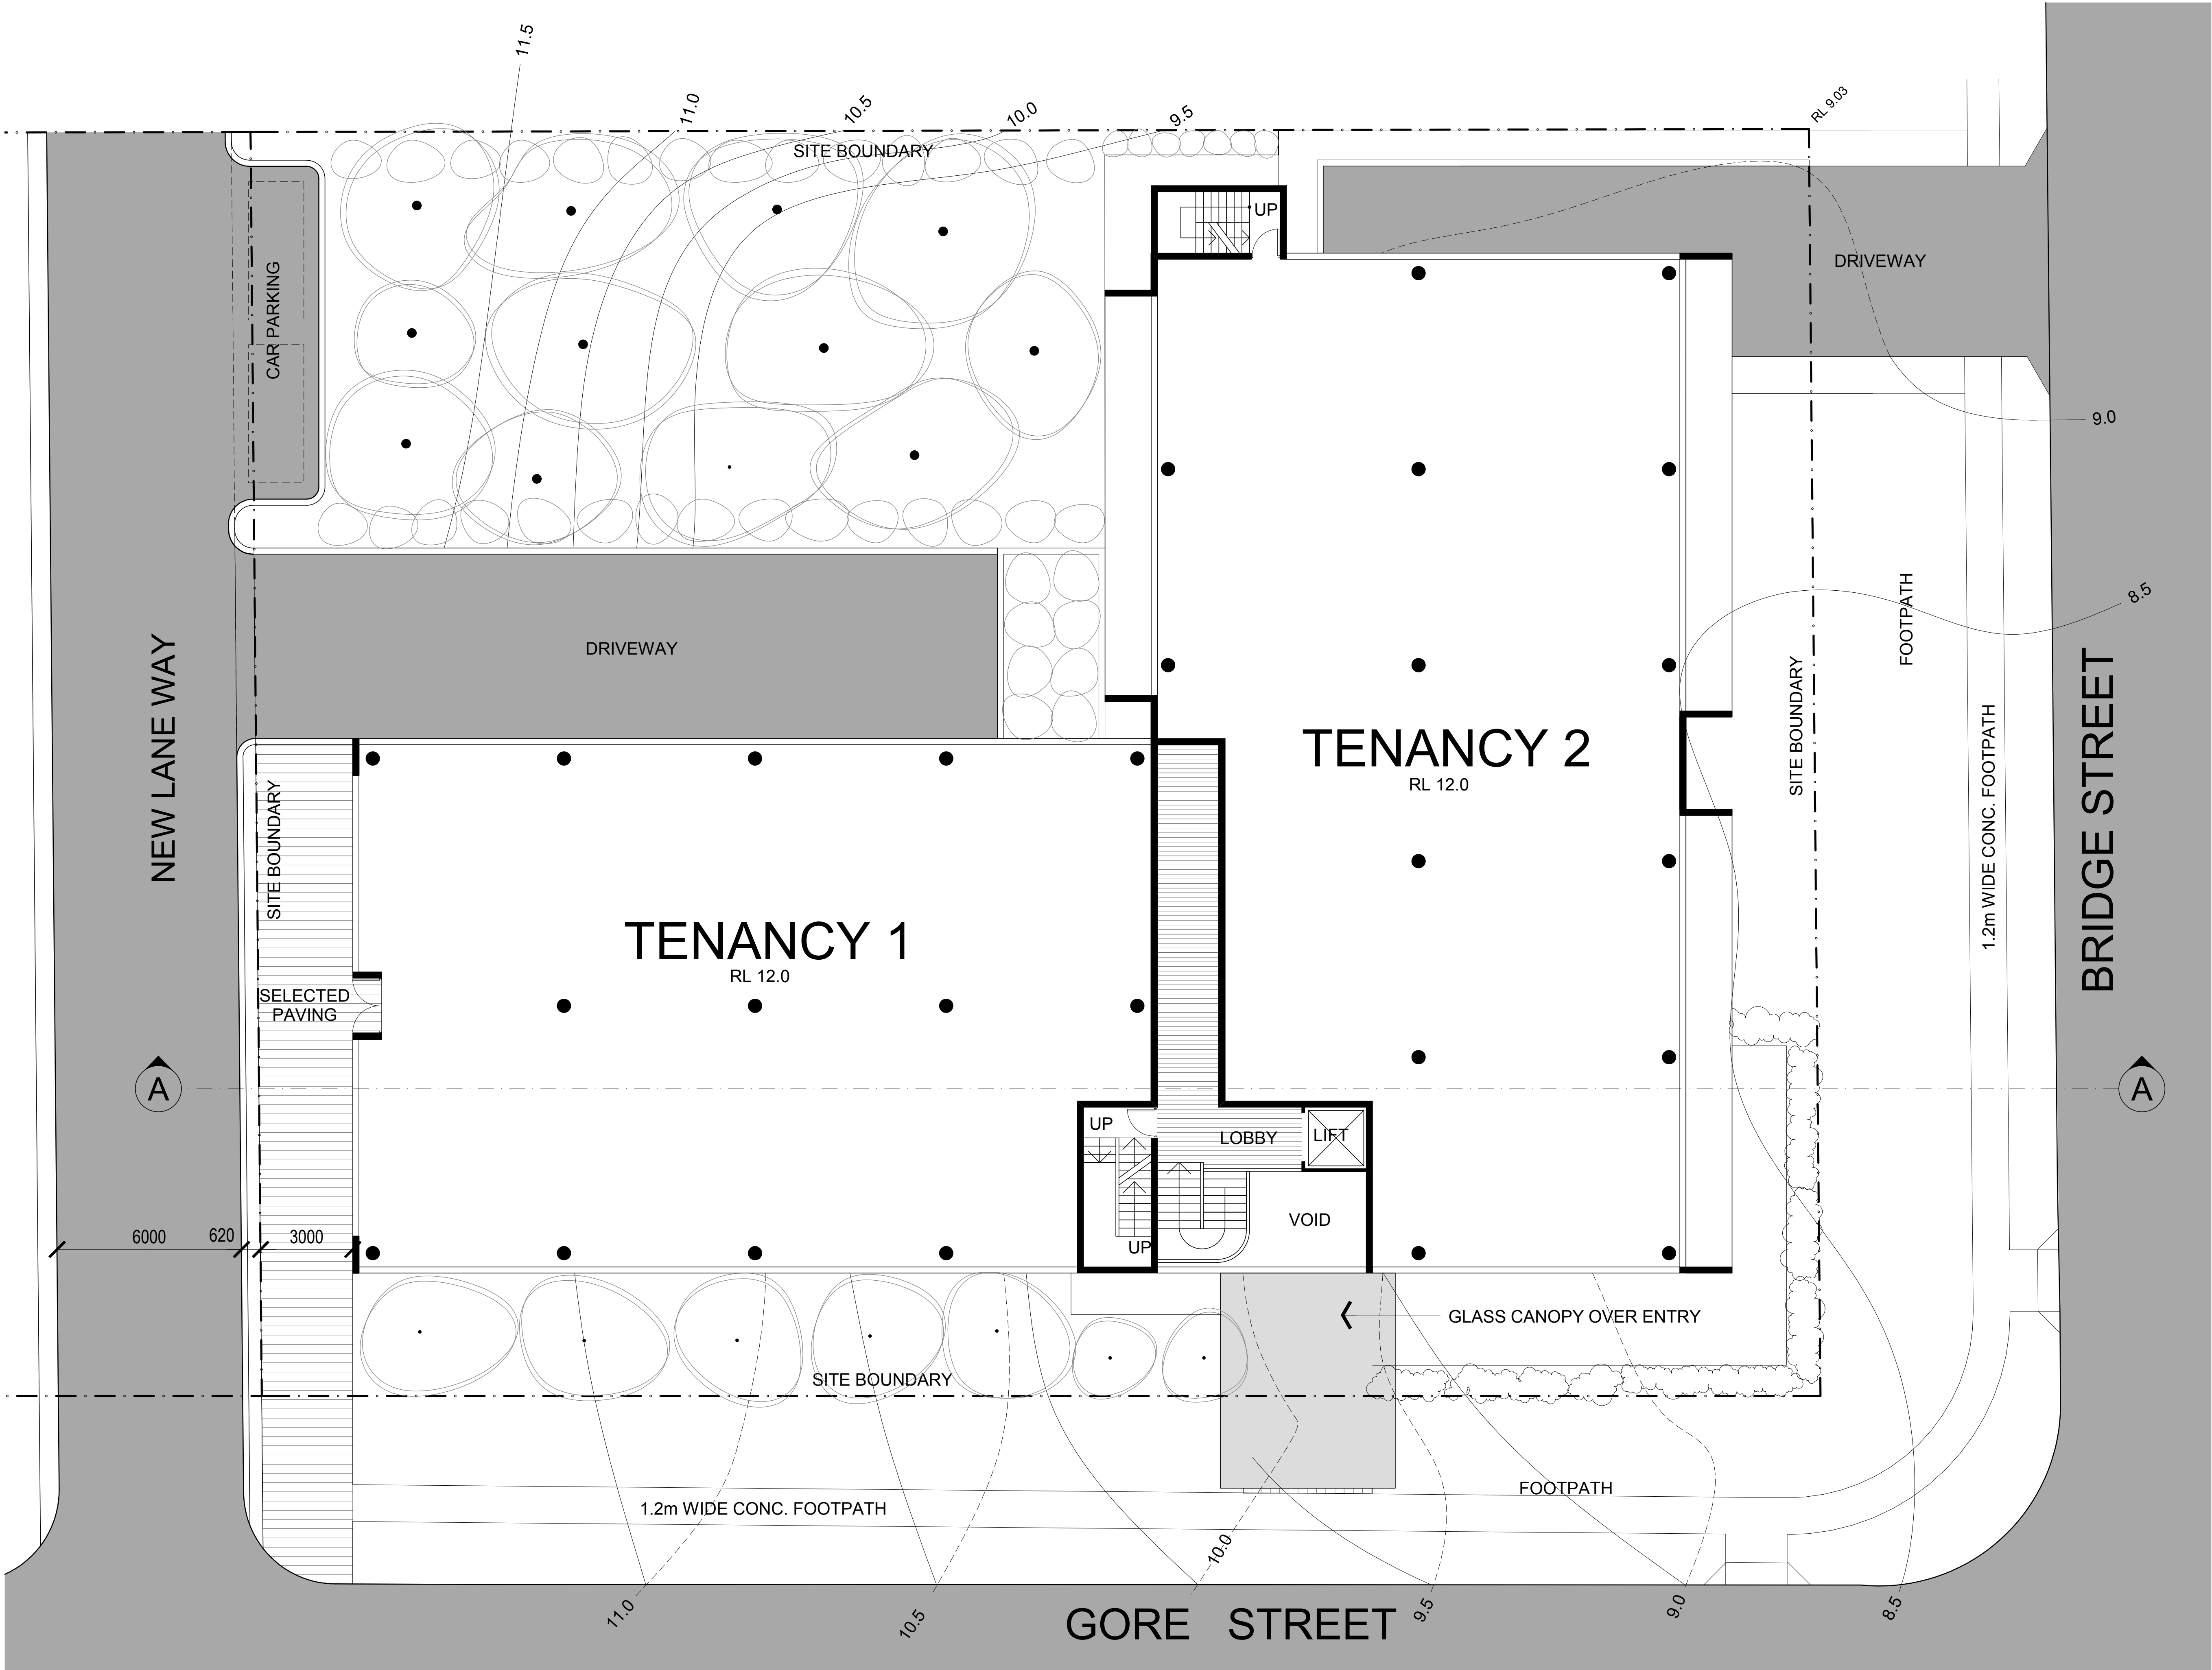 11.5
11.0
10.5
10.0
9.5
RL 9.03
SITE BOUNDARY
UP
DRIVEWAY
CAR PARKING
9.0
8.5
FOOTPATH
DRIVEWAY
NEW LANE WAY
SITE BOUNDARY
BRIDGE STREET
TENANCY 2
RL 12.0
1.2m WIDE CONC. FOOTPATH
SITE BOUNDARY
TENANCY 1
RL 12.0
SELECTED
PAVING
A
A
UP
LOBBY
LIFT
VOID
UP
6000
620
3000
GLASS CANOPY OVER ENTRY
SITE BOUNDARY
FOOTPATH
1.2m WIDE CONC. FOOTPATH
10.0
11.0
10.5
GORE STREET
9.5
9.0
8.5